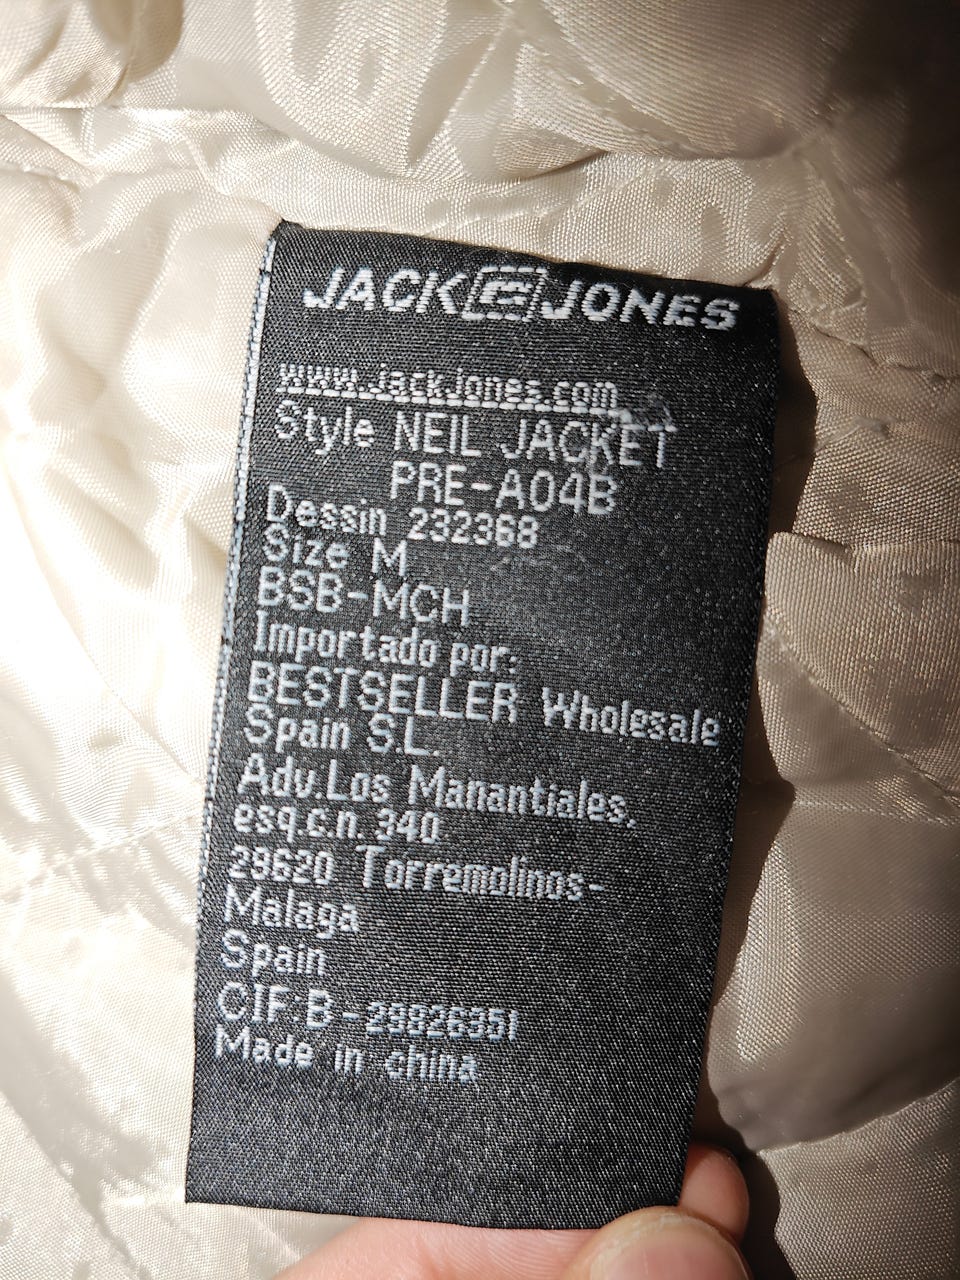 JACK & JONES
www.jackjones.com
Style NEIL JACKET
PRE-A04B
Dessin 232368
Size M
BSB-MCH
Importado por:
BESTSELLER Wholesale
Spain S.L.
Adv.Los Manantiales,
esq.c.n. 340
29620 Torremolinos-
Malaga
Spain
CIF:B-29826351
Made in china